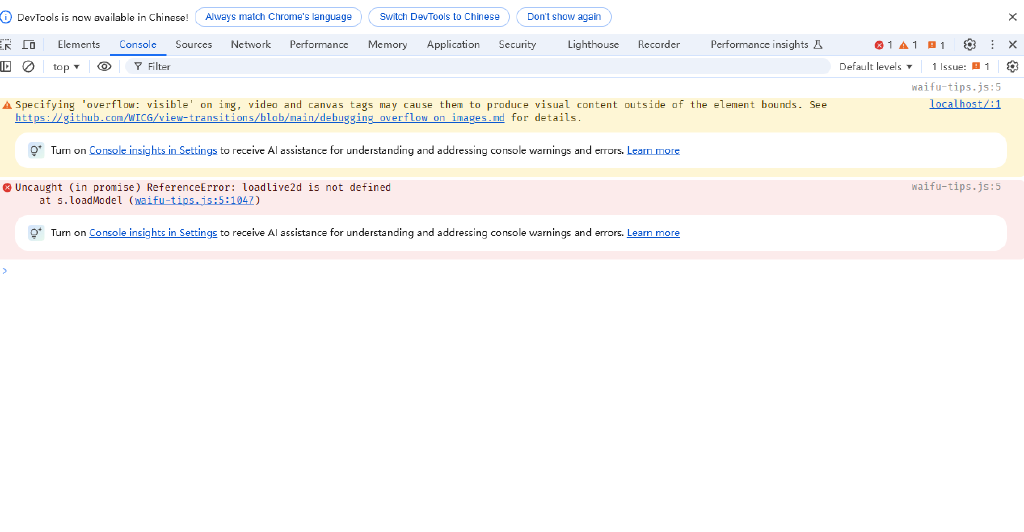 DevTools is now available in Chinese! Always match Chrome's language Switch DevTools to Chinese Don't show again
Elements Console Sources Network Performance Memory Application Security Lighthouse Recorder Performance insights 1 1 1
top Filter Default levels 1 Issue: 1
waifu-tips.js:5
Specifying 'overflow: visible' on img, video and canvas tags may cause them to produce visual content outside of the element bounds. See localhost/:1
https://github.com/WICG/view-transitions/blob/main/debugging_overflow_on_images.md for details.
Turn on Console insights in Settings to receive AI assistance for understanding and addressing console warnings and errors. Learn more
Uncaught (in promise) ReferenceError: loadlive2d is not defined waifu-tips.js:5
at s.loadModel (waifu-tips.js:5:1047)
Turn on Console insights in Settings to receive AI assistance for understanding and addressing console warnings and errors. Learn more